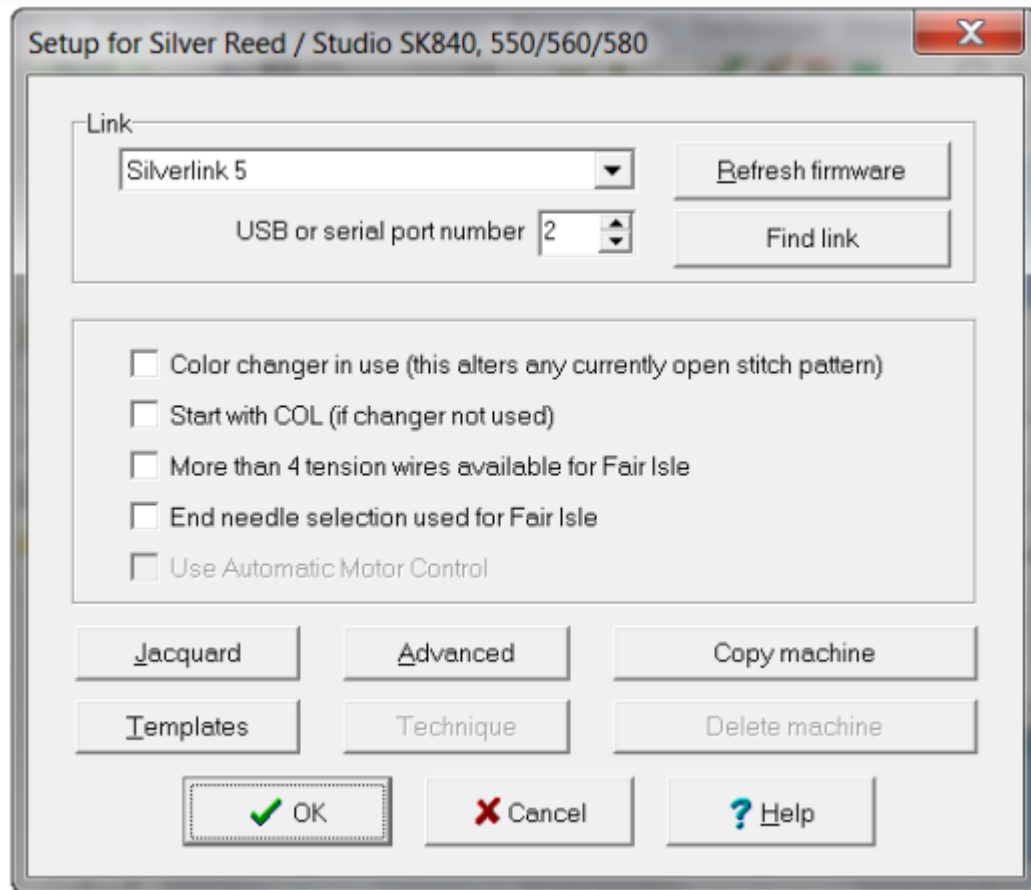 Setup for Silver Reed / Studio SK840, 550/560/580
Link
Silverlink 5
Refresh firmware
USB or serial port number 2
Find link
Color changer in use (this alters any currently open stitch pattern)
Start with COL (if changer not used)
More than 4 tension wires available for Fair Isle
End needle selection used for Fair Isle
Use Automatic Motor Control
Jacquard
Advanced
Copy machine
Templates
Technique
Delete machine
OK
Cancel
Help